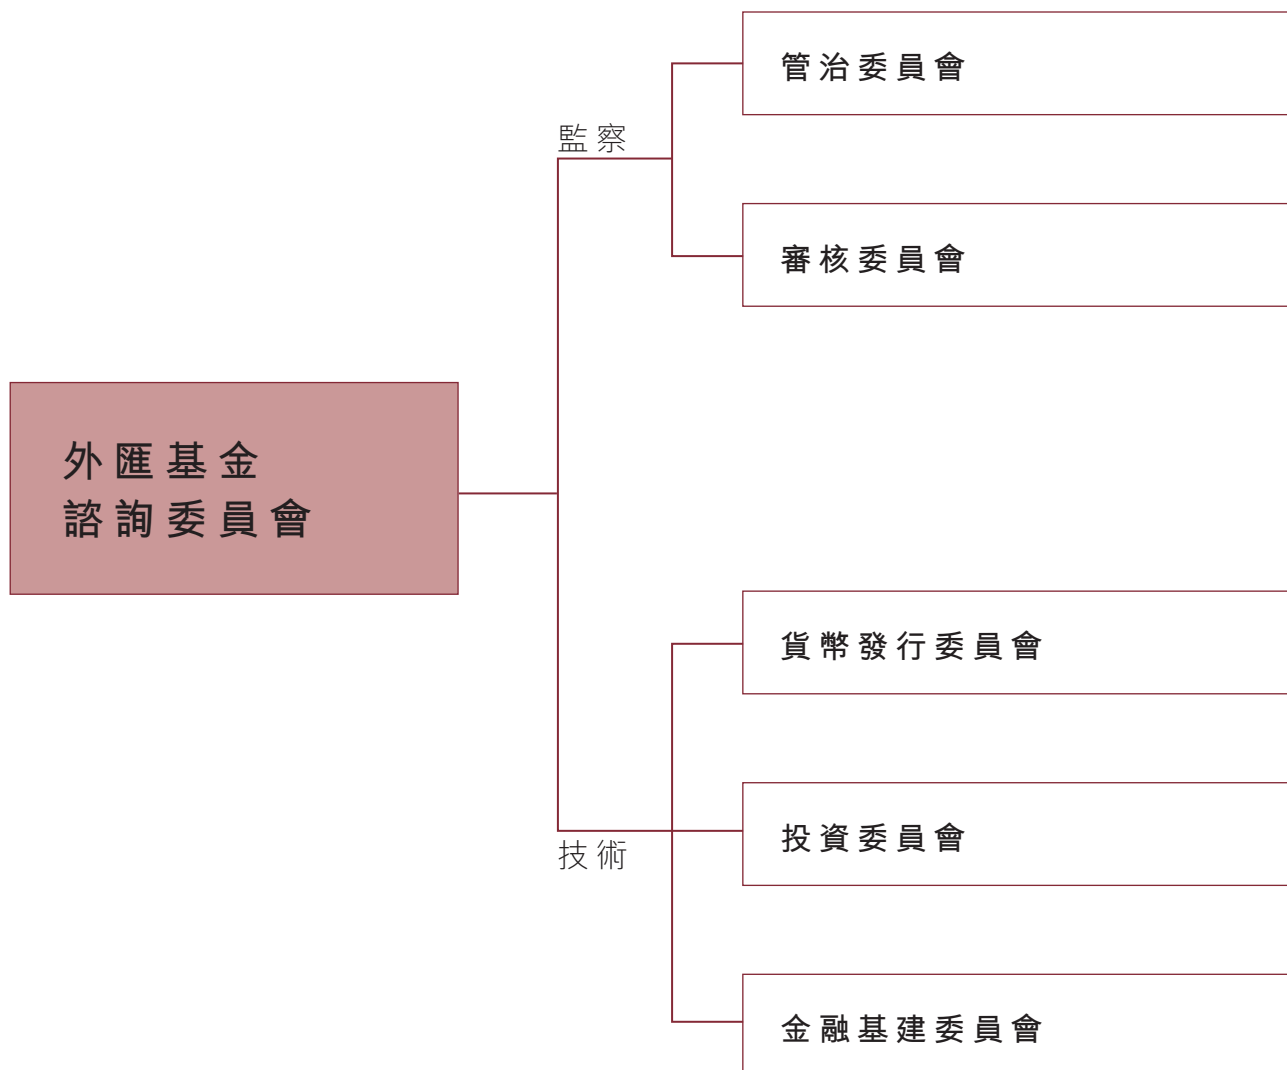 管治委員會
監察
審核委員會
外匯基金
諮詢委員會
貨幣發行委員會
投資委員會
技術
金融基建委員會